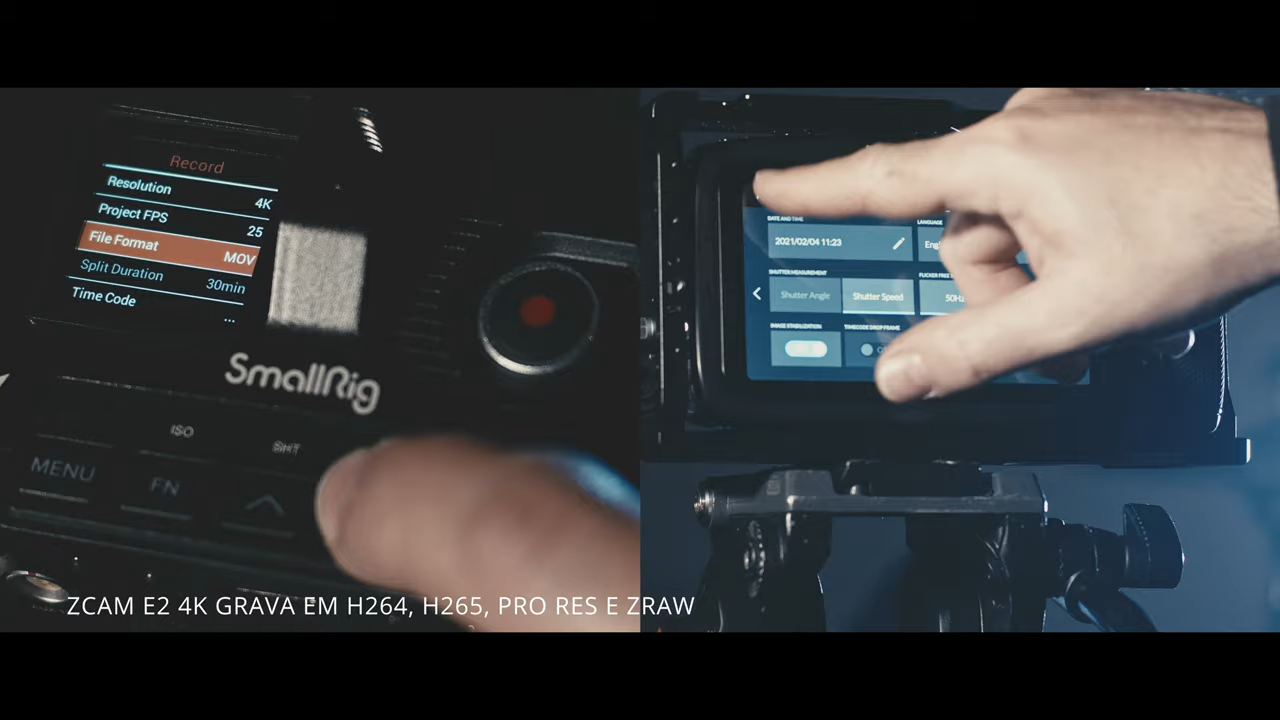 Record
Resolution 4K
Project FPS 25
File Format MOV
Split Duration 30min
Time Code ...
SmallRig
ISO SHT
MENU FN
DATE AND TIME LANGUAGE
2021/02/04 11:23
SHUTTER MEASUREMENT
Shutter Angle Shutter Speed
IMAGE STABILIZATION TIMECODE DROP FRAME
ZCAM E2 4K GRAVA EM H264, H265, PRO RES E ZRAW